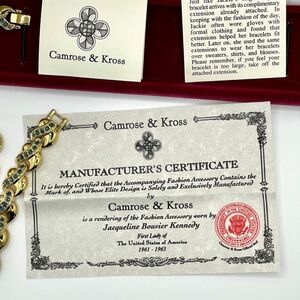 Just like Jackie's
bracelet arrives with its complimentary
extension already attached. In
keeping with the fashion of the day,
Jackie often wore gloves with
formal clothing and found that
extensions helped her bracelets fit
better. Later on, she used the same
extensions to wear her bracelets
over sweaters, shirts, and blouses.
Please remember, if you feel your
bracelet is too large, take off the
attached extension.
Camrose & Kross
Camrose & Kross
MANUFACTURER'S CERTIFICATE
It is hereby Certified that the Accompanying Fashion Accessory Contains the
Mark of, and Whose Elite Design is Solely and Exclusively Manufactured
by
Camrose & Kross
is a rendering of the Fashion Accessory worn by
Jacqueline Bouvier Kennedy
First Lady of
The United States of America
1961 - 1963